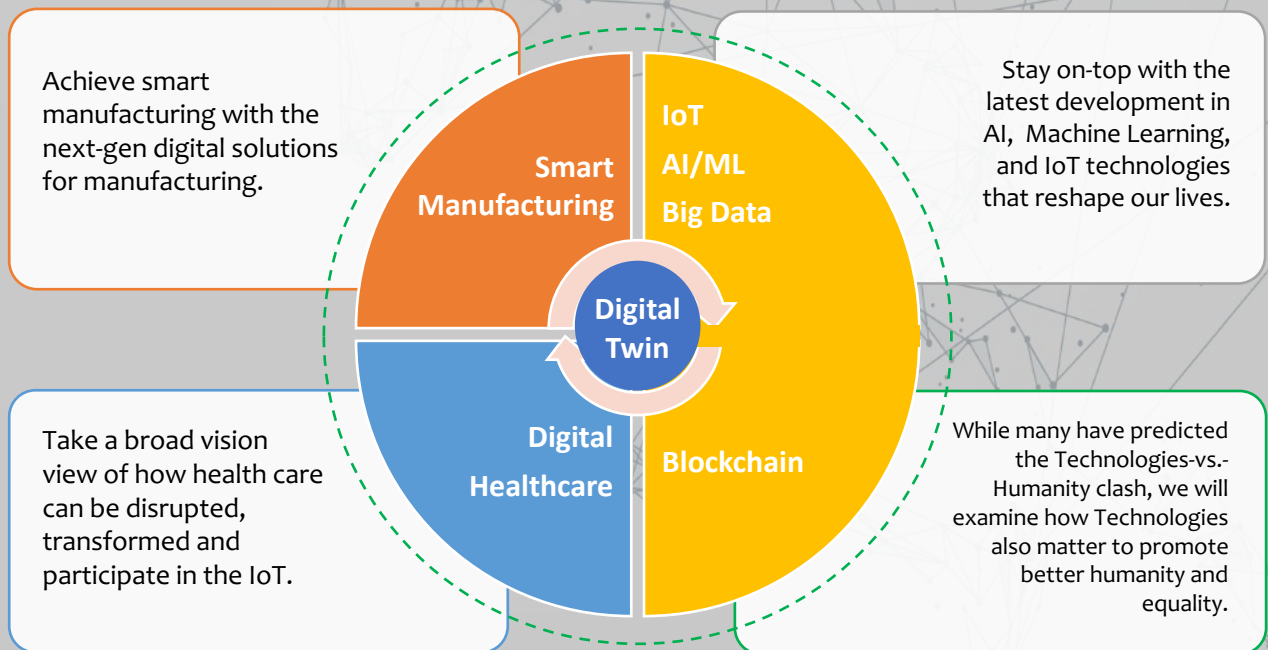 Achieve smart
manufacturing with the
next-gen digital solutions
for manufacturing.
Smart
Manufacturing
IoT
AI/ML
Big Data
Stay on-top with the
latest development in
AI, Machine Learning,
and IoT technologies
that reshape our lives.
Digital
Twin
Take a broad vision
view of how health care
can be disrupted,
transformed and
participate in the IoT.
Digital
Healthcare
Blockchain
While many have predicted
the Technologies-vs.-
Humanity clash, we will
examine how Technologies
also matter to promote
better humanity and
equality.